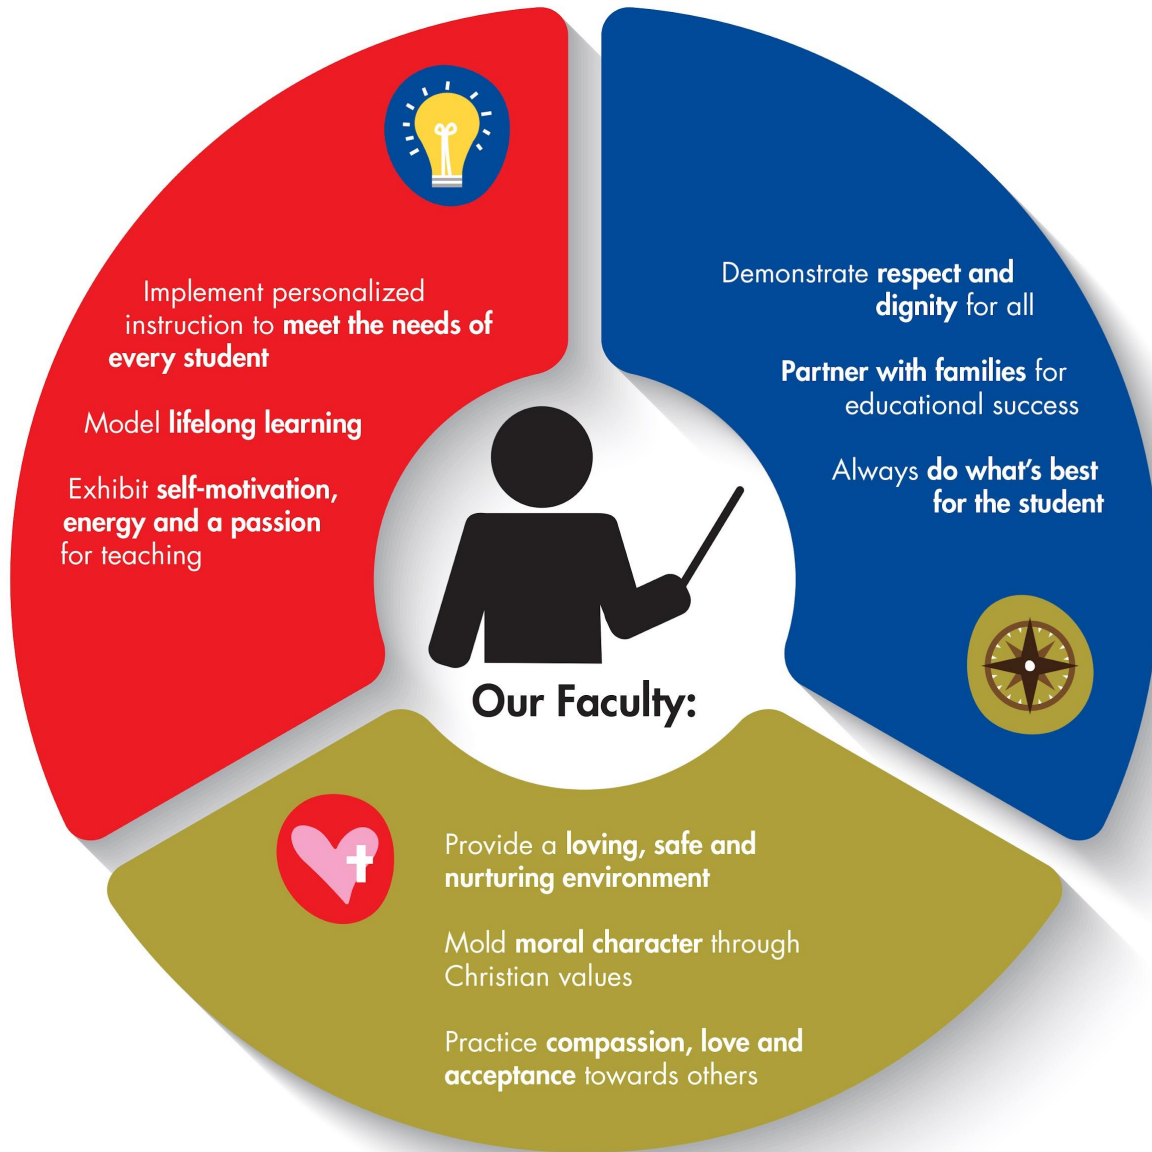 Implement personalized
instruction to meet the needs of
every student
Model lifelong learning
Exhibit self-motivation,
energy and a passion
for teaching
Demonstrate respect and
dignity for all
Partner with families for
educational success
Always do what's best
for the student
Our Faculty:
Provide a loving, safe and
nurturing environment
Mold moral character through
Christian values
Practice compassion, love and
acceptance towards others